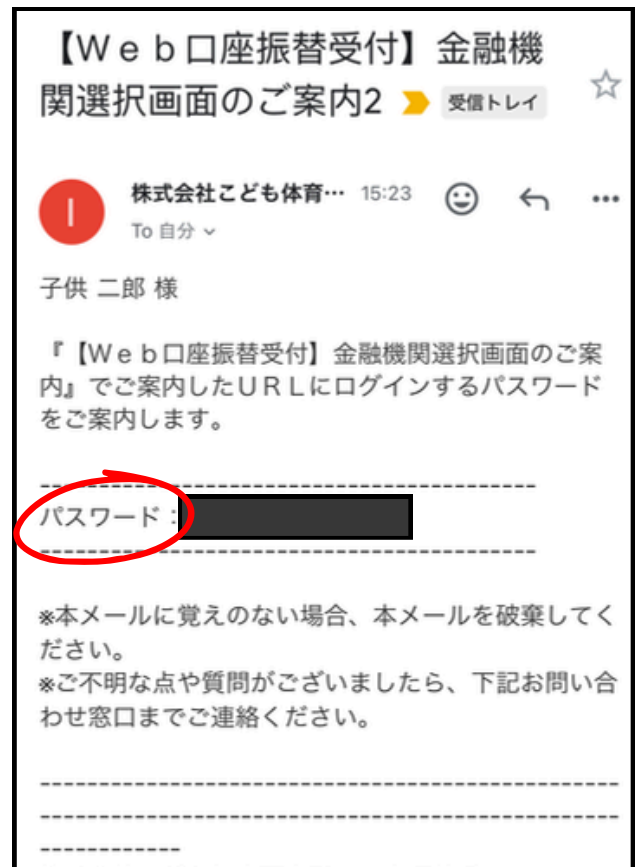 【Ｗｅｂ口座振替受付】金融機
関選択画面のご案内2 受信トレイ
I
株式会社こども体育… 15:23
To 自分
子供 二郎 様
『【Ｗｅｂ口座振替受付】金融機関選択画面のご案
内』でご案内したＵＲＬにログインするパスワード
をご案内します。
------------------------------------------
パスワード：
------------------------------------------
※本メールに覚えのない場合、本メールを破棄してく
ださい。
※ご不明な点や質問がございましたら、下記お問い合
わせ窓口までご連絡ください。
-------------------------------------------------
-------------------------------------------------
------------